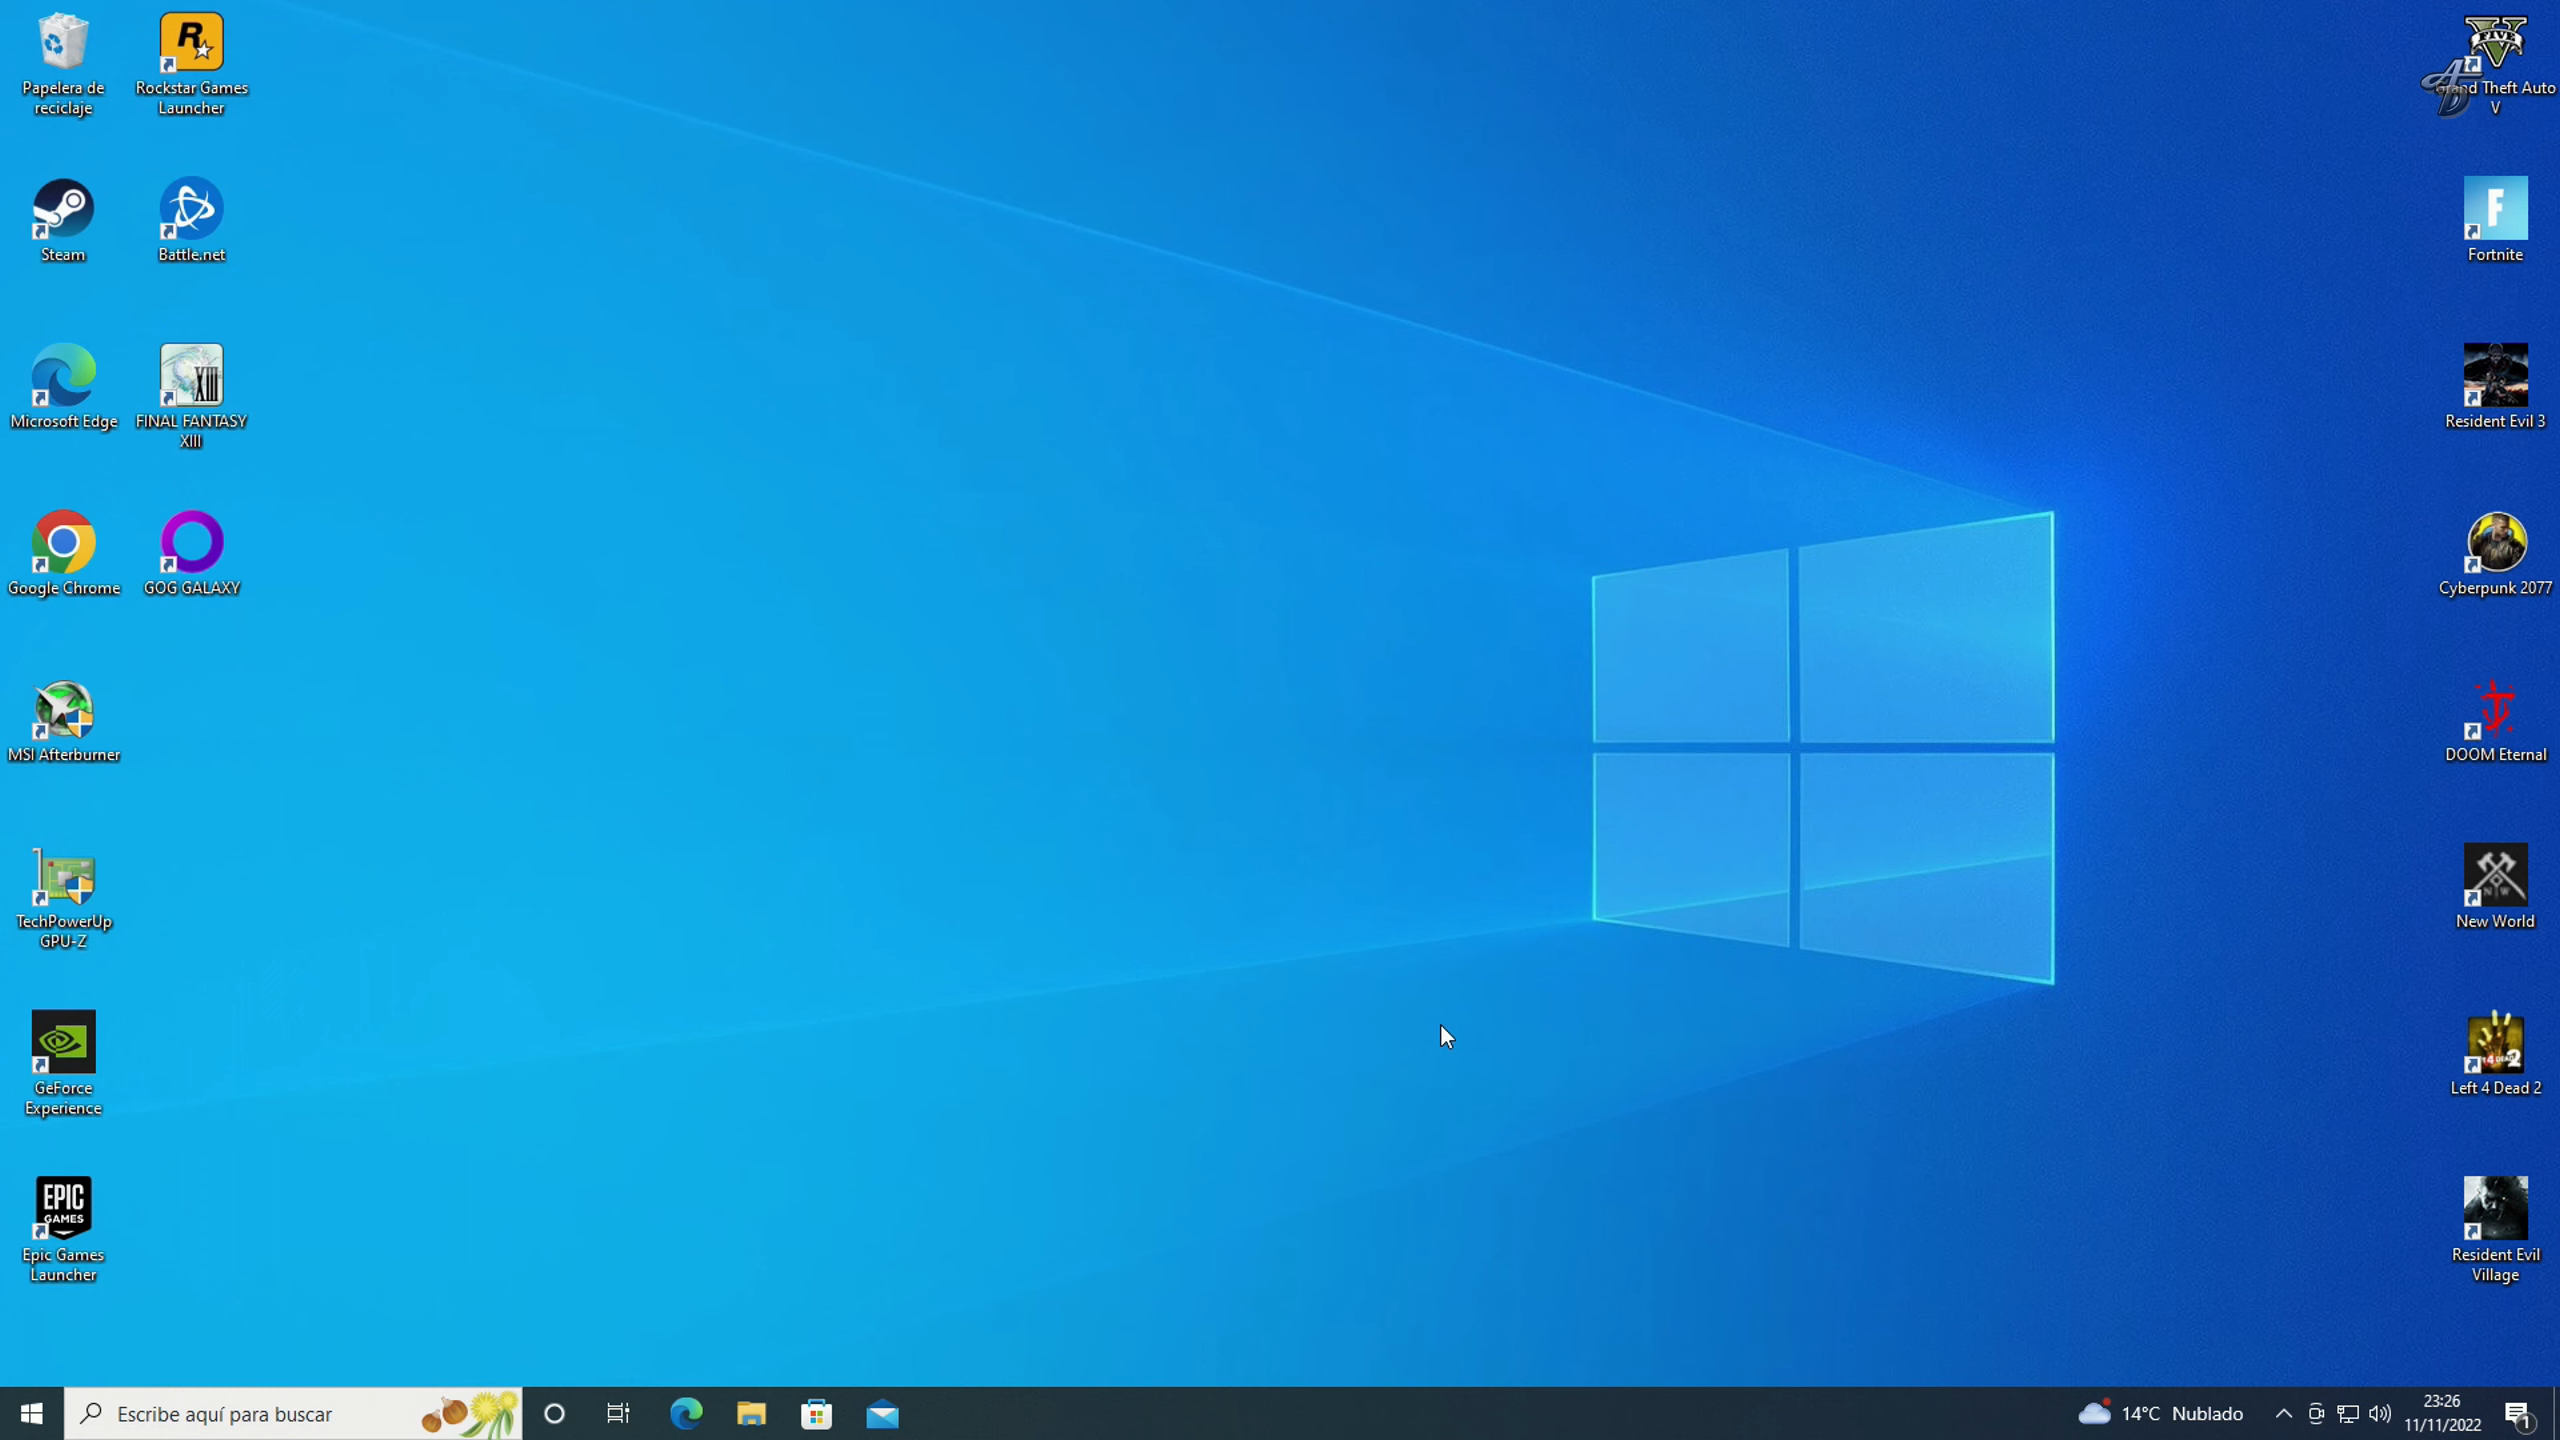 Papelera de
reciclaje
Rockstar Games
Launcher
Steam
Battle.net
Microsoft Edge
FINAL FANTASY
XIII
Google Chrome
GOG GALAXY
MSI Afterburner
TechPowerUp
GPU-Z
GeForce
Experience
EPIC
GAMES
Epic Games
Launcher
FIVE
Grand Theft Auto
V
Fortnite
Resident Evil 3
Cyberpunk 2077
DOOM Eternal
New World
Left 4 Dead 2
Resident Evil
Village
Escribe aquí para buscar
14°C Nublado
23:26
11/11/2022
1